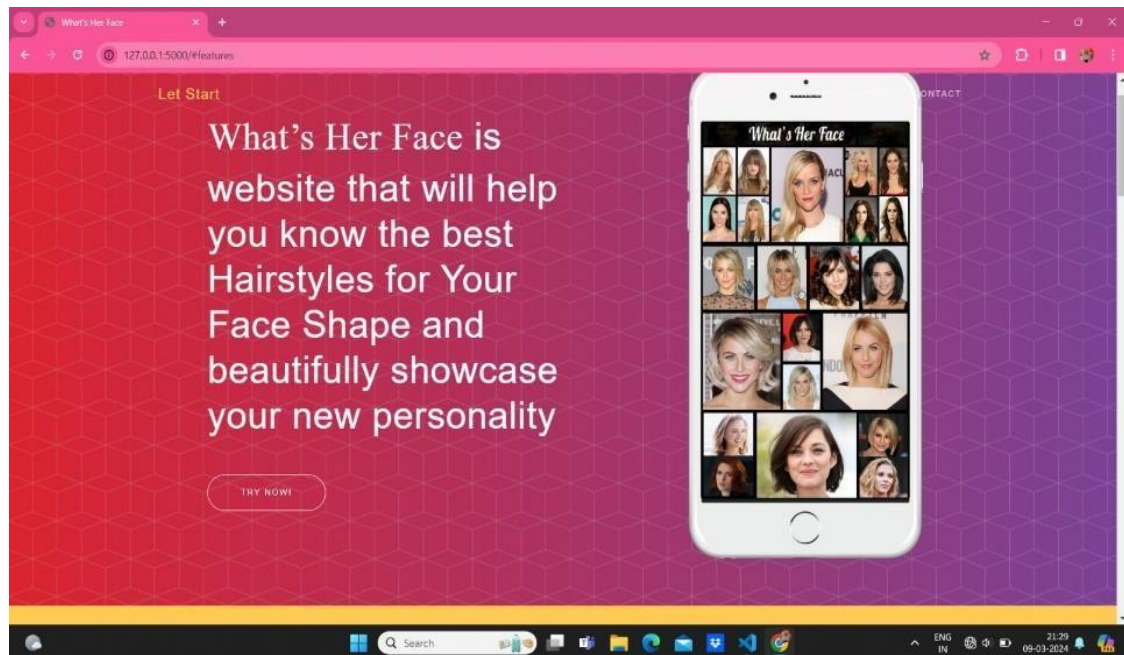 What's Her Face
127.0.0.1:5000/#features
Let Start
ONTACT
What's Her Face is
website that will help
you know the best
Hairstyles for Your
Face Shape and
beautifully showcase
your new personality
TRY NOW!
What's Her Face
Search
ENG
IN
21:29
09-03-2024